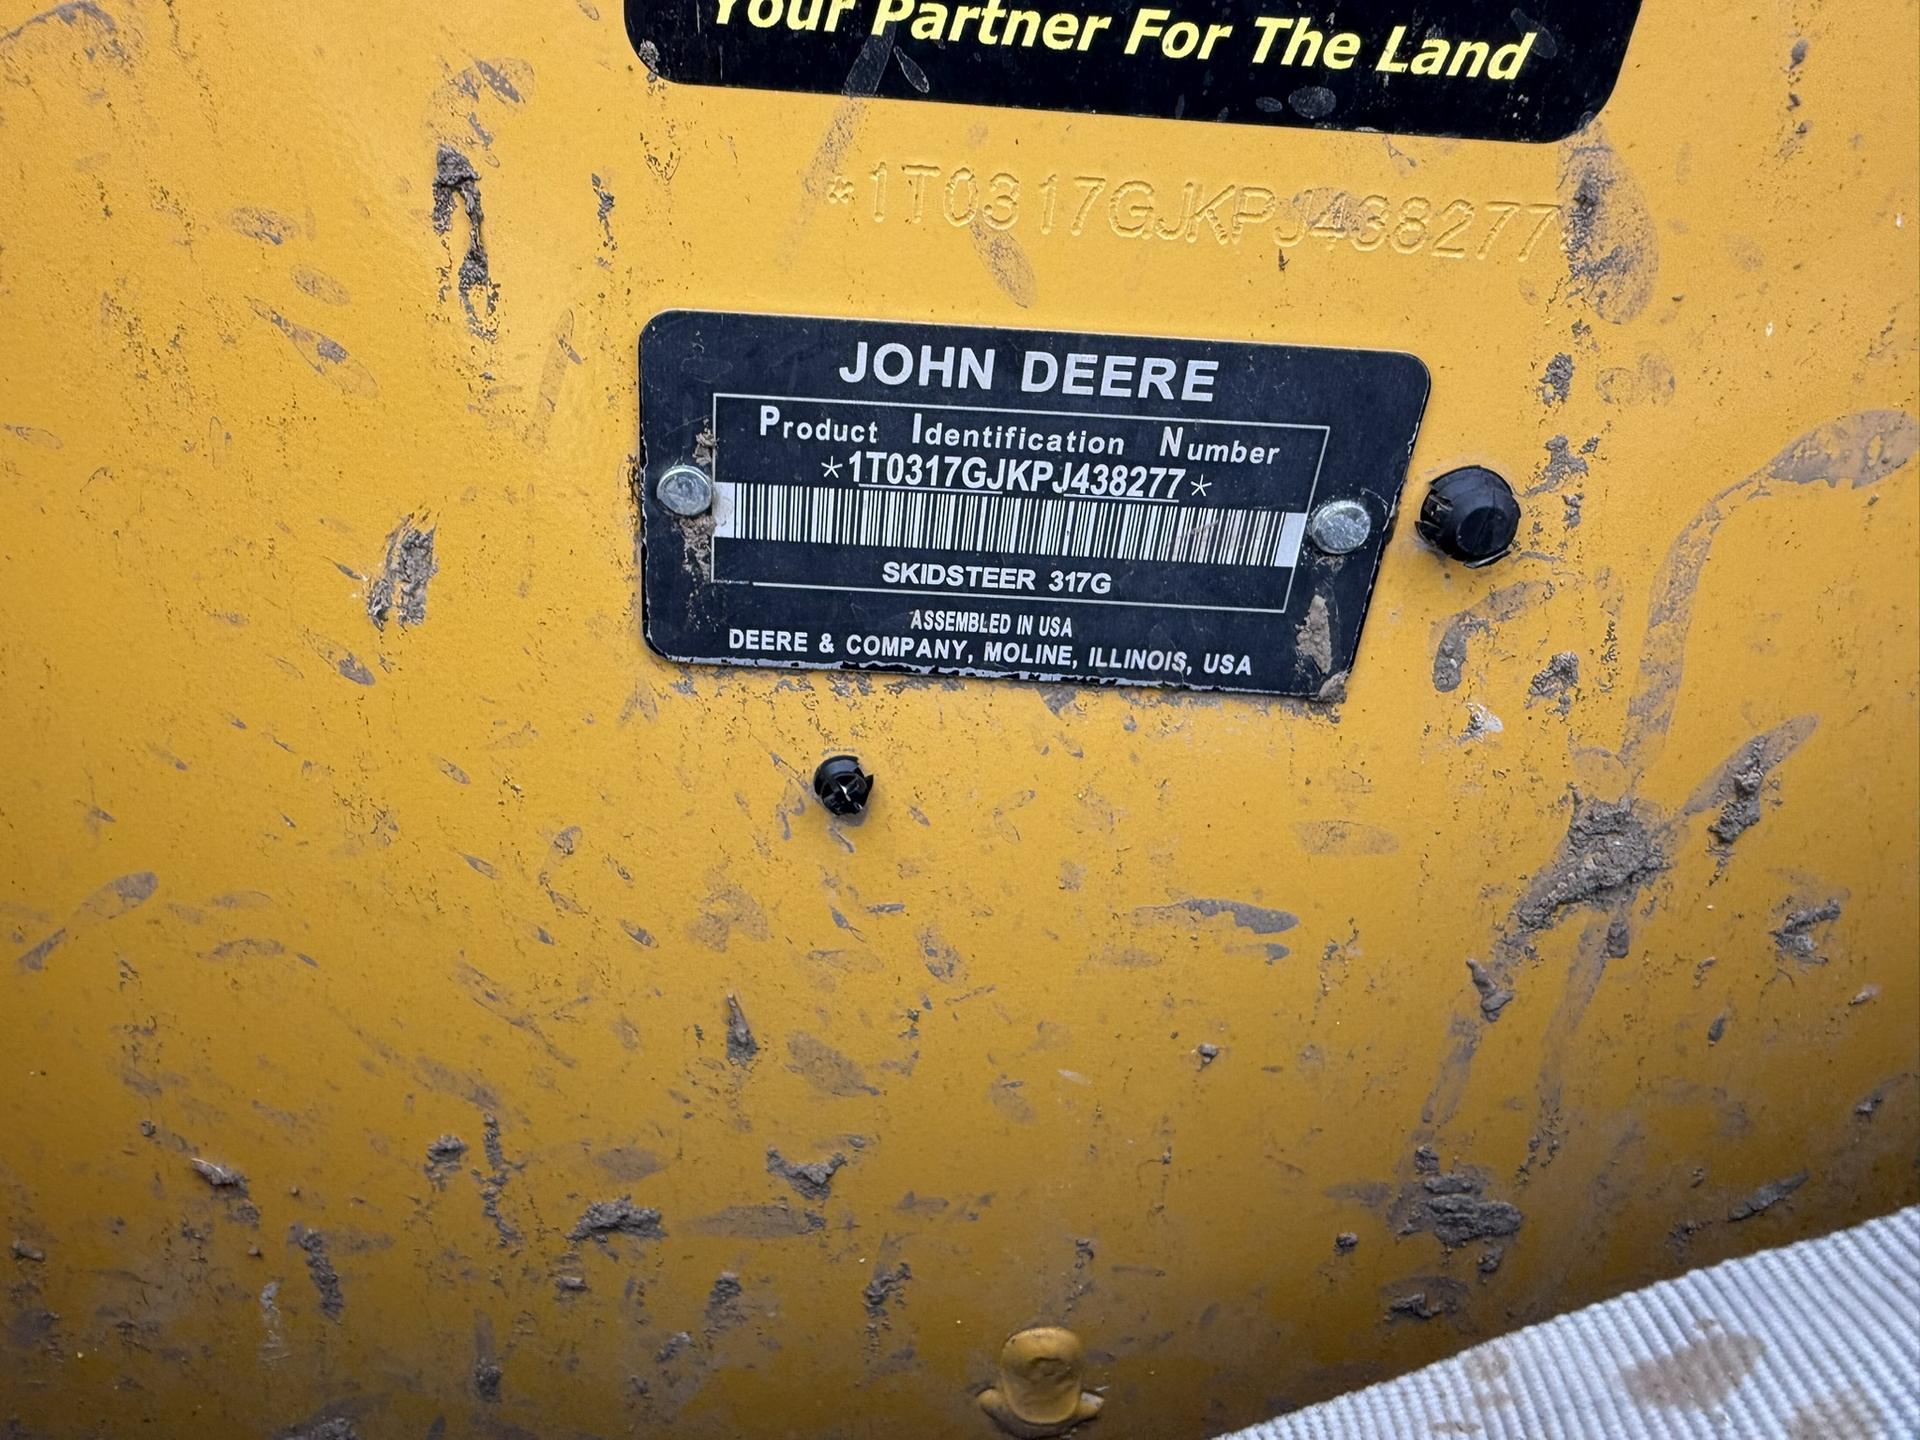 Your Partner For The Land
*1T0317GJKPJ438277
JOHN DEERE
Product Identification Number
*1T0317GJKPJ438277*
SKIDSTEER 317G
ASSEMBLED IN USA
DEERE & COMPANY, MOLINE, ILLINOIS, USA